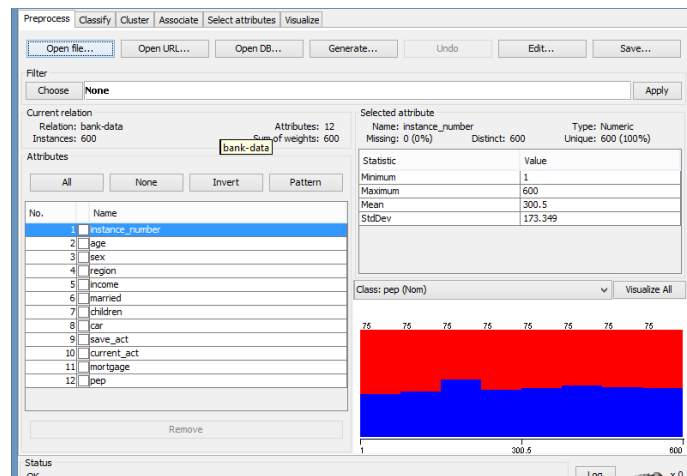 Preprocess Classify Cluster Associate Select attributes Visualize
Open file... Open URL... Open DB... Generate... Undo Edit... Save...
Filter
Choose None Apply
Current relation
Relation: bank-data Attributes: 12
Instances: 600 Sum of weights: 600
bank-data
Attributes
All None Invert Pattern
No. Name
1 instance_number
2 age
3 sex
4 region
5 income
6 married
7 children
8 car
9 save_act
10 current_act
11 mortgage
12 pep
Remove
Selected attribute
Name: instance_number Type: Numeric
Missing: 0 (0%) Distinct: 600 Unique: 600 (100%)
Statistic Value
Minimum 1
Maximum 600
Mean 300.5
StdDev 173.349
Class: pep (Nom) Visualize All
75 75 75 75 75 75 75 75
1 300.5 600
Status
OK Log x 0